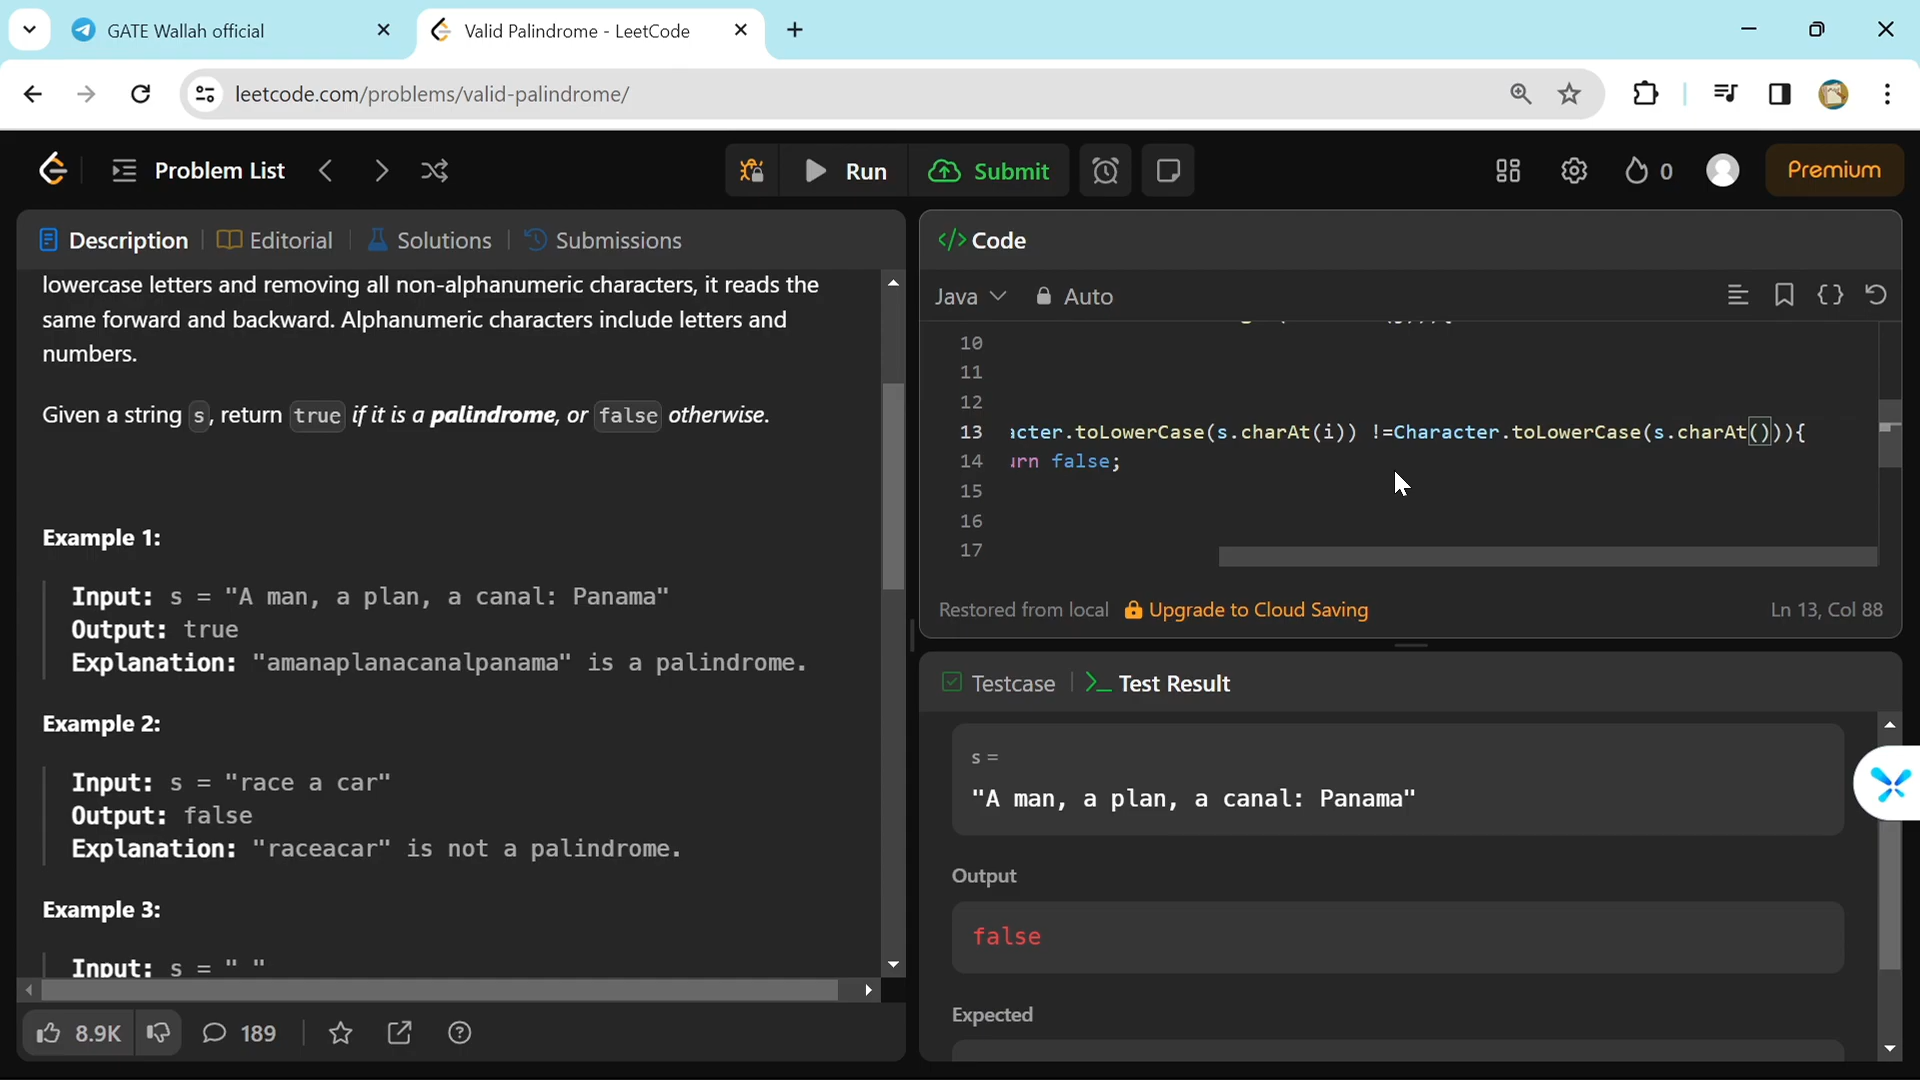 GATE Wallah official
Valid Palindrome - LeetCode
leetcode.com/problems/valid-palindrome/
Problem List
Run
Submit
0
Premium
Description
Editorial
Solutions
Submissions
lowercase letters and removing all non-alphanumeric characters, it reads the
same forward and backward. Alphanumeric characters include letters and
numbers.
Given a string s, return true if it is a palindrome, or false otherwise.
Example 1:
Input: s = "A man, a plan, a canal: Panama"
Output: true
Explanation: "amanaplanacanalpanama" is a palindrome.
Example 2:
Input: s = "race a car"
Output: false
Explanation: "raceacar" is not a palindrome.
Example 3:
Input: s = " "
8.9K
189
</> Code
Java
Auto
10
11
12
13 acter.toLowerCase(s.charAt(i)) !=Character.toLowerCase(s.charAt())){
14 urn false;
15
16
17
Restored from local
Upgrade to Cloud Saving
Ln 13, Col 88
Testcase
>_ Test Result
s =
"A man, a plan, a canal: Panama"
Output
false
Expected